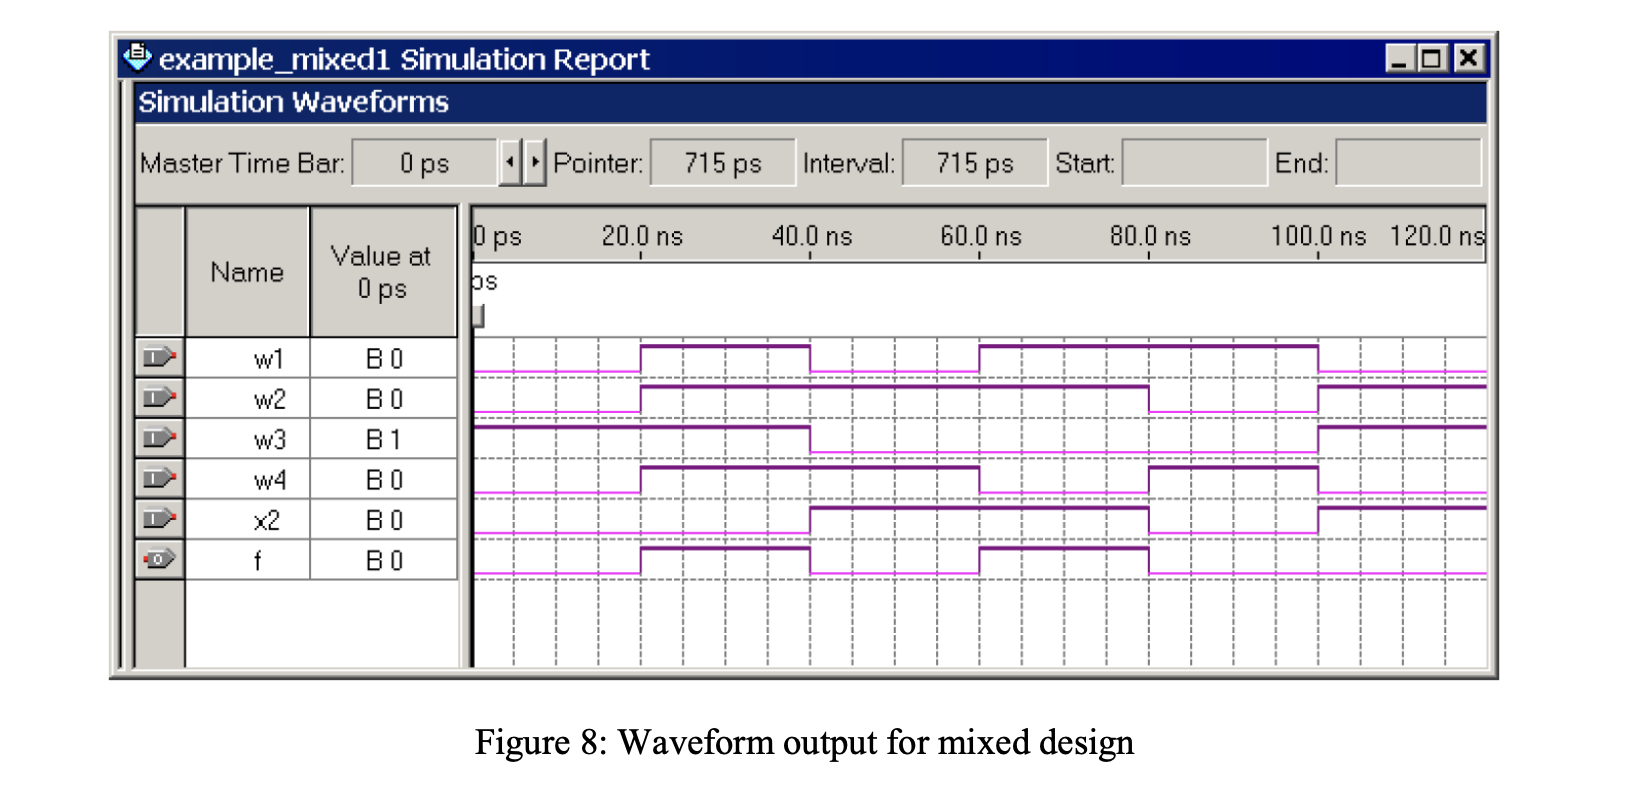 example_mixed1 Simulation Report
Simulation Waveforms
Master Time Bar: 0 ps Pointer: 715 ps Interval: 715 ps Start: End:
Name Value at 0 ps
0 ps 20.0 ns 40.0 ns 60.0 ns 80.0 ns 100.0 ns 120.0 ns
ps
w1 B 0
w2 B 0
w3 B 1
w4 B 0
x2 B 0
f B 0
Figure 8: Waveform output for mixed design